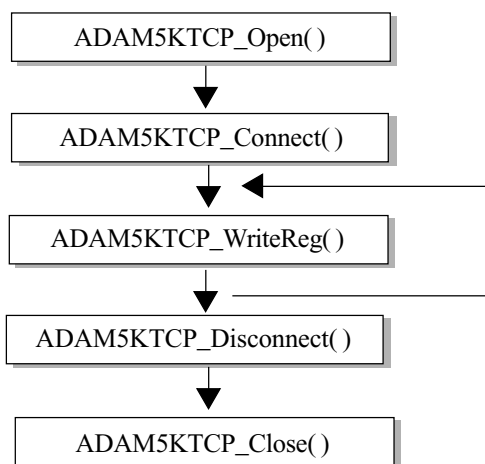 ADAM5KTCP_Open( )
ADAM5KTCP_Connect( )
ADAM5KTCP_WriteReg( )
ADAM5KTCP_Disconnect( )
ADAM5KTCP_Close( )